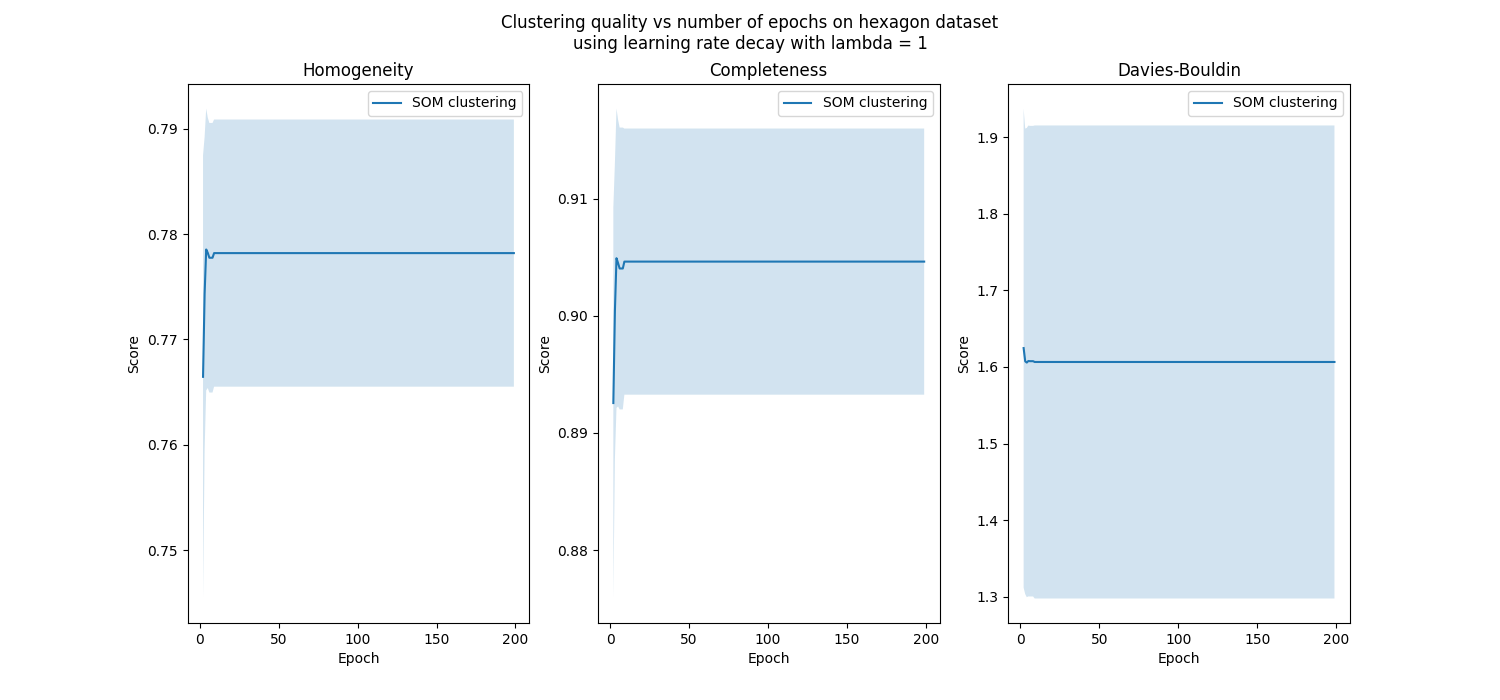 Clustering quality vs number of epochs on hexagon dataset
using learning rate decay with lambda = 1
Homogeneity
SOM clustering
Score
0.79
0.78
0.77
0.76
0.75
0
50
100
150
200
Epoch
Completeness
SOM clustering
Score
0.91
0.90
0.89
0.88
0
50
100
150
200
Epoch
Davies-Bouldin
SOM clustering
Score
1.9
1.8
1.7
1.6
1.5
1.4
1.3
0
50
100
150
200
Epoch